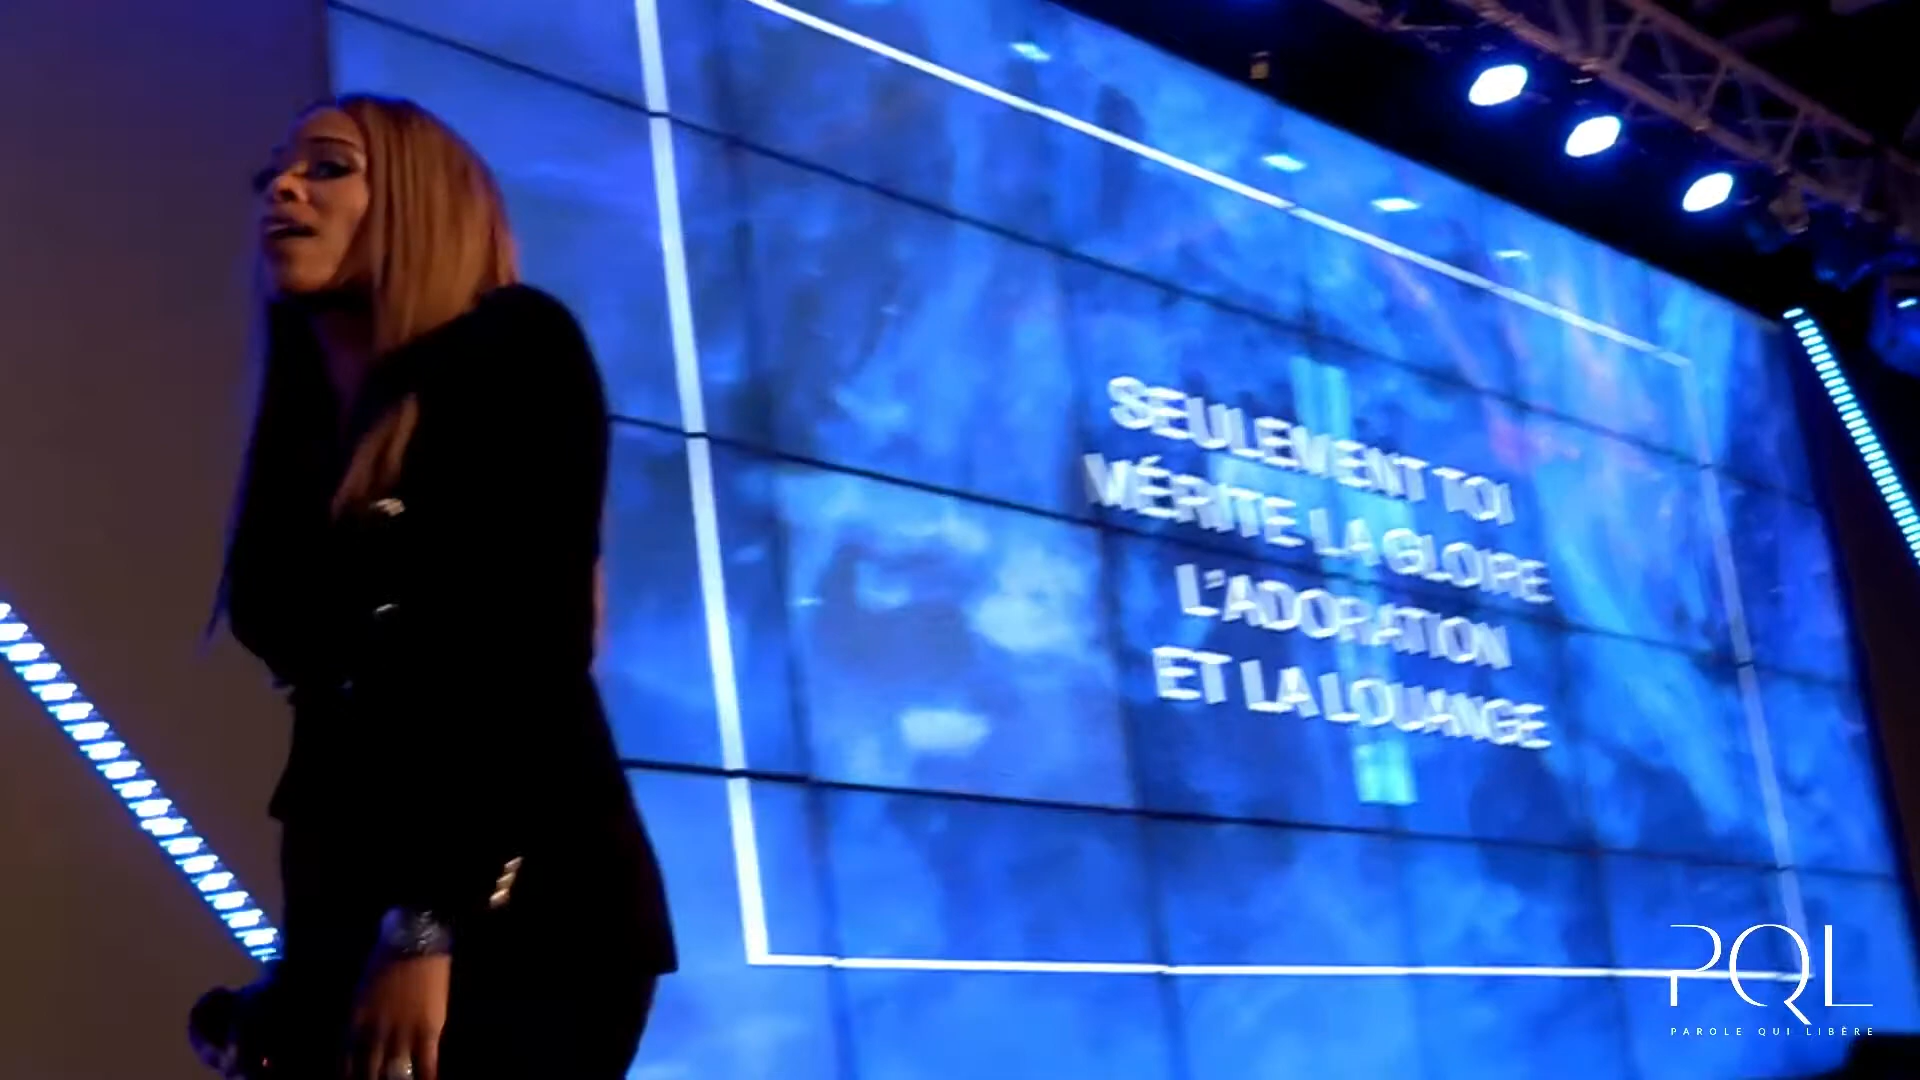 SEULEMENT TOI
MÉRITE LA GLOIRE
L'ADORATION
ET LA LOUANGE
PQL
PAROLE QUI LIBÈRE